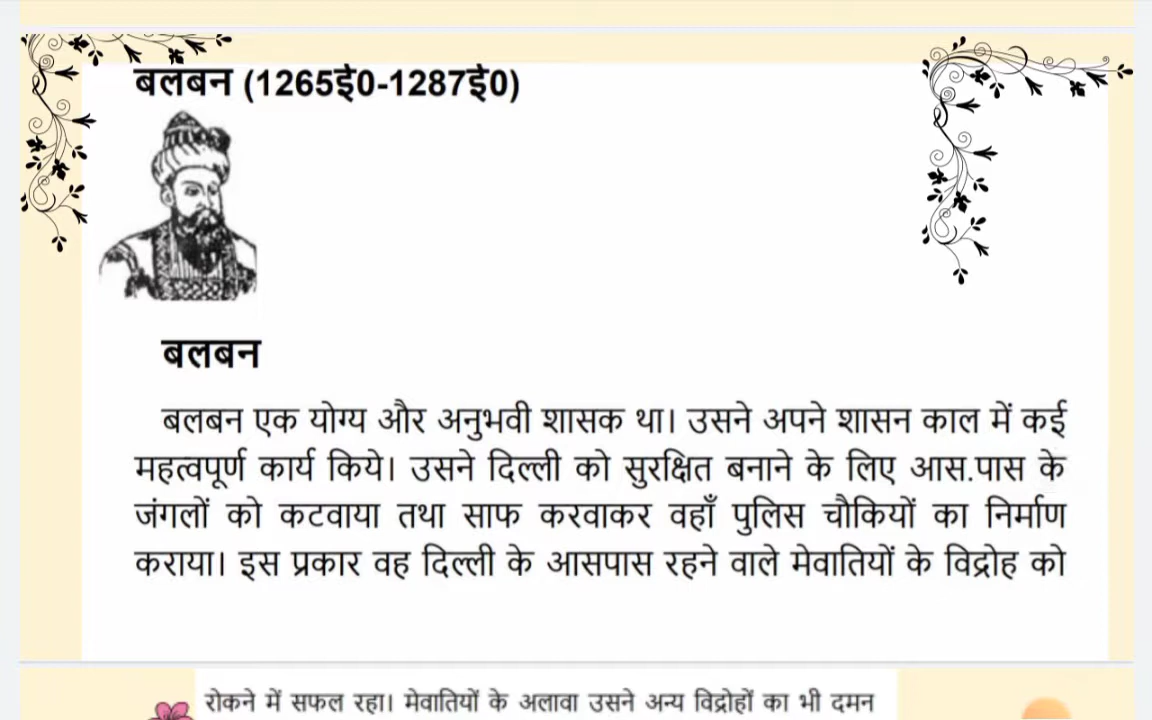 बलबन (1265ई0-1287ई0)
बलबन
बलबन एक योग्य और अनुभवी शासक था। उसने अपने शासन काल में कई
महत्वपूर्ण कार्य किये। उसने दिल्ली को सुरक्षित बनाने के लिए आस.पास के
जंगलों को कटवाया तथा साफ करवाकर वहाँ पुलिस चौकियों का निर्माण
कराया। इस प्रकार वह दिल्ली के आसपास रहने वाले मेवातियों के विद्रोह को
रोकने में सफल रहा। मेवातियों के अलावा उसने अन्य विद्रोहों का भी दमन